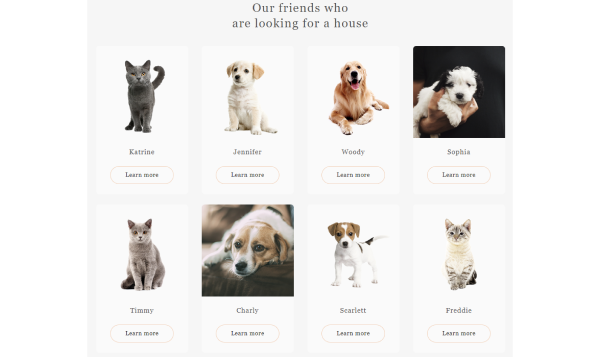 Our friends who
are looking for a house
Katrine
Jennifer
Woody
Sophia
Learn more
Learn more
Learn more
Learn more
Timmy
Charly
Scarlett
Freddie
Learn more
Learn more
Learn more
Learn more